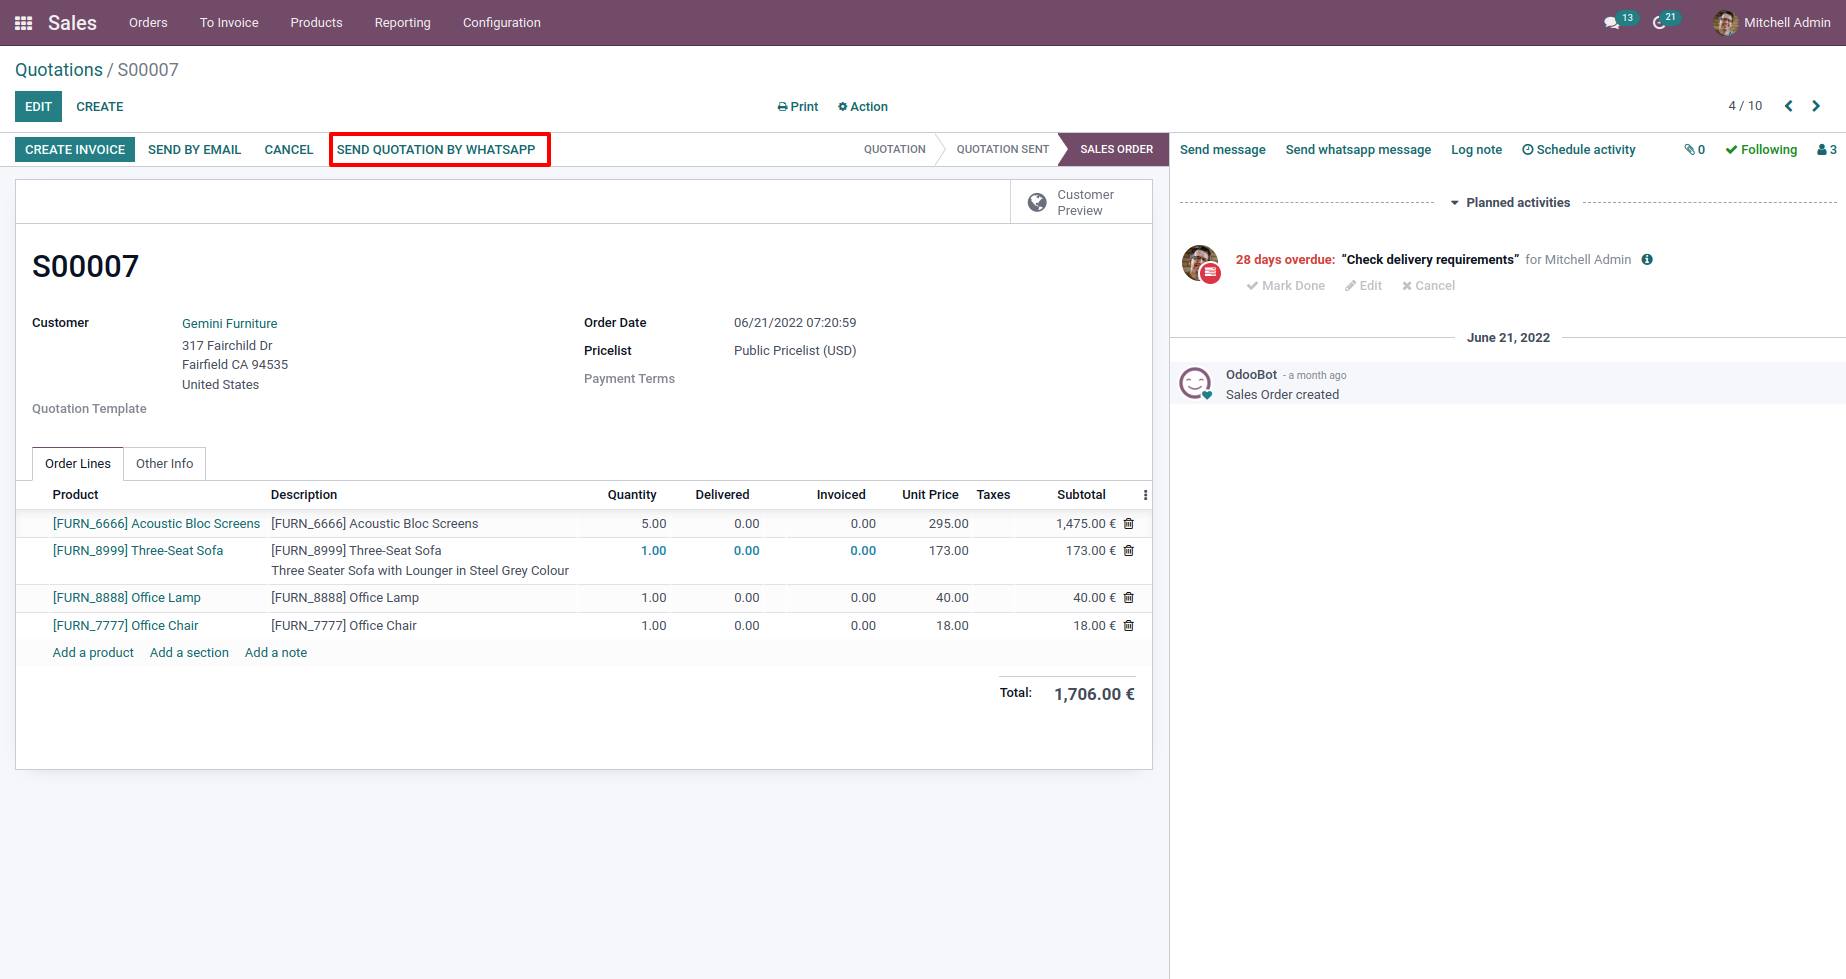 Sales Orders To Invoice Products Reporting Configuration 13 21 Mitchell Admin
Quotations / S00007
EDIT CREATE Print Action 4 / 10
CREATE INVOICE SEND BY EMAIL CANCEL SEND QUOTATION BY WHATSAPP QUOTATION QUOTATION SENT SALES ORDER Send message Send whatsapp message Log note Schedule activity 0 Following 3
Customer
Preview
Planned activities
S00007
28 days overdue: “Check delivery requirements” for Mitchell Admin
Mark Done Edit Cancel
Customer Gemini Furniture
317 Fairchild Dr
Fairfield CA 94535
United States
Order Date 06/21/2022 07:20:59
Pricelist Public Pricelist (USD)
Payment Terms
Quotation Template
June 21, 2022
OdooBot - a month ago
Sales Order created
Order Lines Other Info
Product Description Quantity Delivered Invoiced Unit Price Taxes Subtotal
[FURN_6666] Acoustic Bloc Screens [FURN_6666] Acoustic Bloc Screens 5.00 0.00 0.00 295.00 1,475.00 €
[FURN_8999] Three-Seat Sofa [FURN_8999] Three-Seat Sofa 1.00 0.00 0.00 173.00 173.00 €
Three Seater Sofa with Lounger in Steel Grey Colour
[FURN_8888] Office Lamp [FURN_8888] Office Lamp 1.00 0.00 0.00 40.00 40.00 €
[FURN_7777] Office Chair [FURN_7777] Office Chair 1.00 0.00 0.00 18.00 18.00 €
Add a product Add a section Add a note
Total: 1,706.00 €